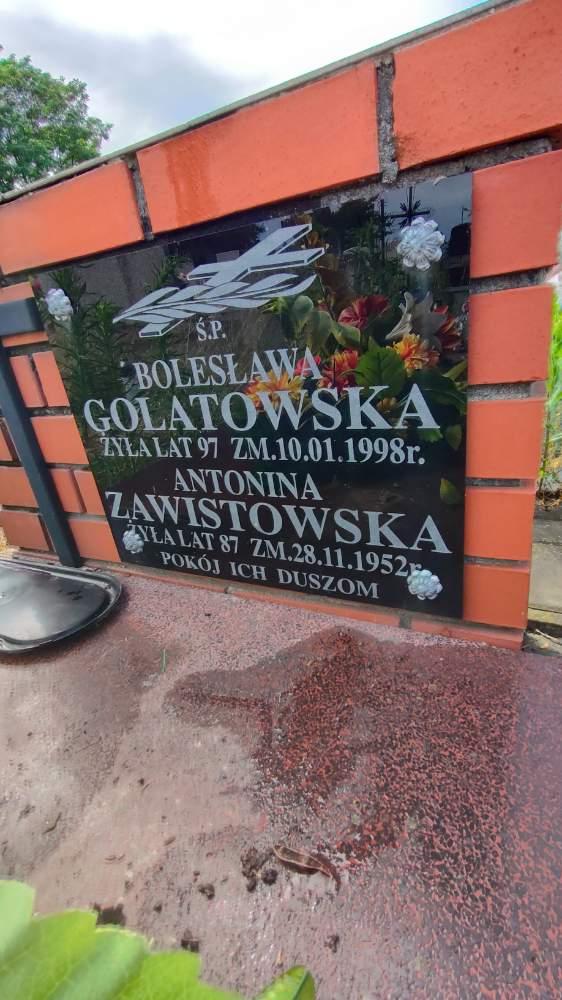 Ś.P.
BOLESŁAWA
GOLATOWSKA
ŻYŁA LAT 97 ZM.10.01.1998r.
ANTONINA
ZAWISTOWSKA
ŻYŁA LAT 87 ZM.28.11.1952r.
POKÓJ ICH DUSZOM